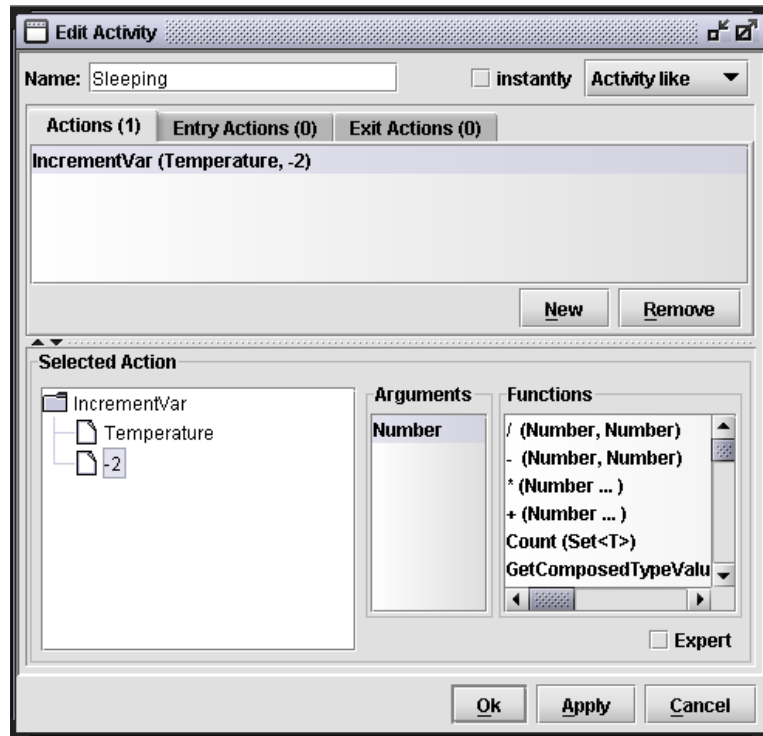 Edit Activity
Name: Sleeping instantly Activity like
Actions (1) Entry Actions (0) Exit Actions (0)
IncrementVar (Temperature, -2)
New Remove
Selected Action
IncrementVar
Temperature
-2
Arguments
Number
Functions
/ (Number, Number)
- (Number, Number)
* (Number ... )
+ (Number ... )
Count (Set<T>)
GetComposedTypeValu
Expert
Ok Apply Cancel